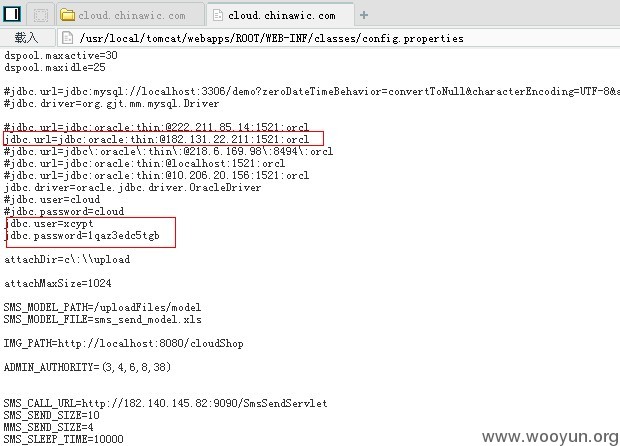 cloud.chinawic.com
cloud.chinawic.com
載入
/usr/local/tomcat/webapps/ROOT/WEB-INF/classes/config.properties
dspool.maxactive=30
dspool.maxidle=25
#jdbc.url=jdbc:mysql://localhost:3306/demo?zeroDateTimeBehavior=convertToNull&characterEncoding=UTF-8&a
#jdbc.driver=org.gjt.mm.mysql.Driver
#jdbc.url=jdbc:oracle:thin:@222.211.85.14:1521:orcl
jdbc.url=jdbc:oracle:thin:@182.131.22.211:1521:orcl
#jdbc.url=jdbc\:oracle\:thin\:@218.6.169.98\:8494\:orcl
#jdbc.url=jdbc:oracle:thin:@localhost:1521:orcl
#jdbc.url=jdbc:oracle:thin:@10.206.20.156:1521:orcl
jdbc.driver=oracle.jdbc.driver.OracleDriver
#jdbc.user=cloud
#jdbc.password=cloud
jdbc.user=xcypt
jdbc.password=1qaz3edc5tgb
attachDir=c\:\\upload
attachMaxSize=1024
SMS_MODEL_PATH=/uploadFiles/model
SMS_MODEL_FILE=sms_send_model.xls
IMG_PATH=http://localhost:8080/cloudShop
ADMIN_AUTHORITY=(3,4,6,8,38)
SMS_CALL_URL=http://182.140.145.82:9090/SmsSendServlet
SMS_SEND_SIZE=10
MMS_SEND_SIZE=4
SMS_SLEEP_TIME=10000
www.wooyun.org